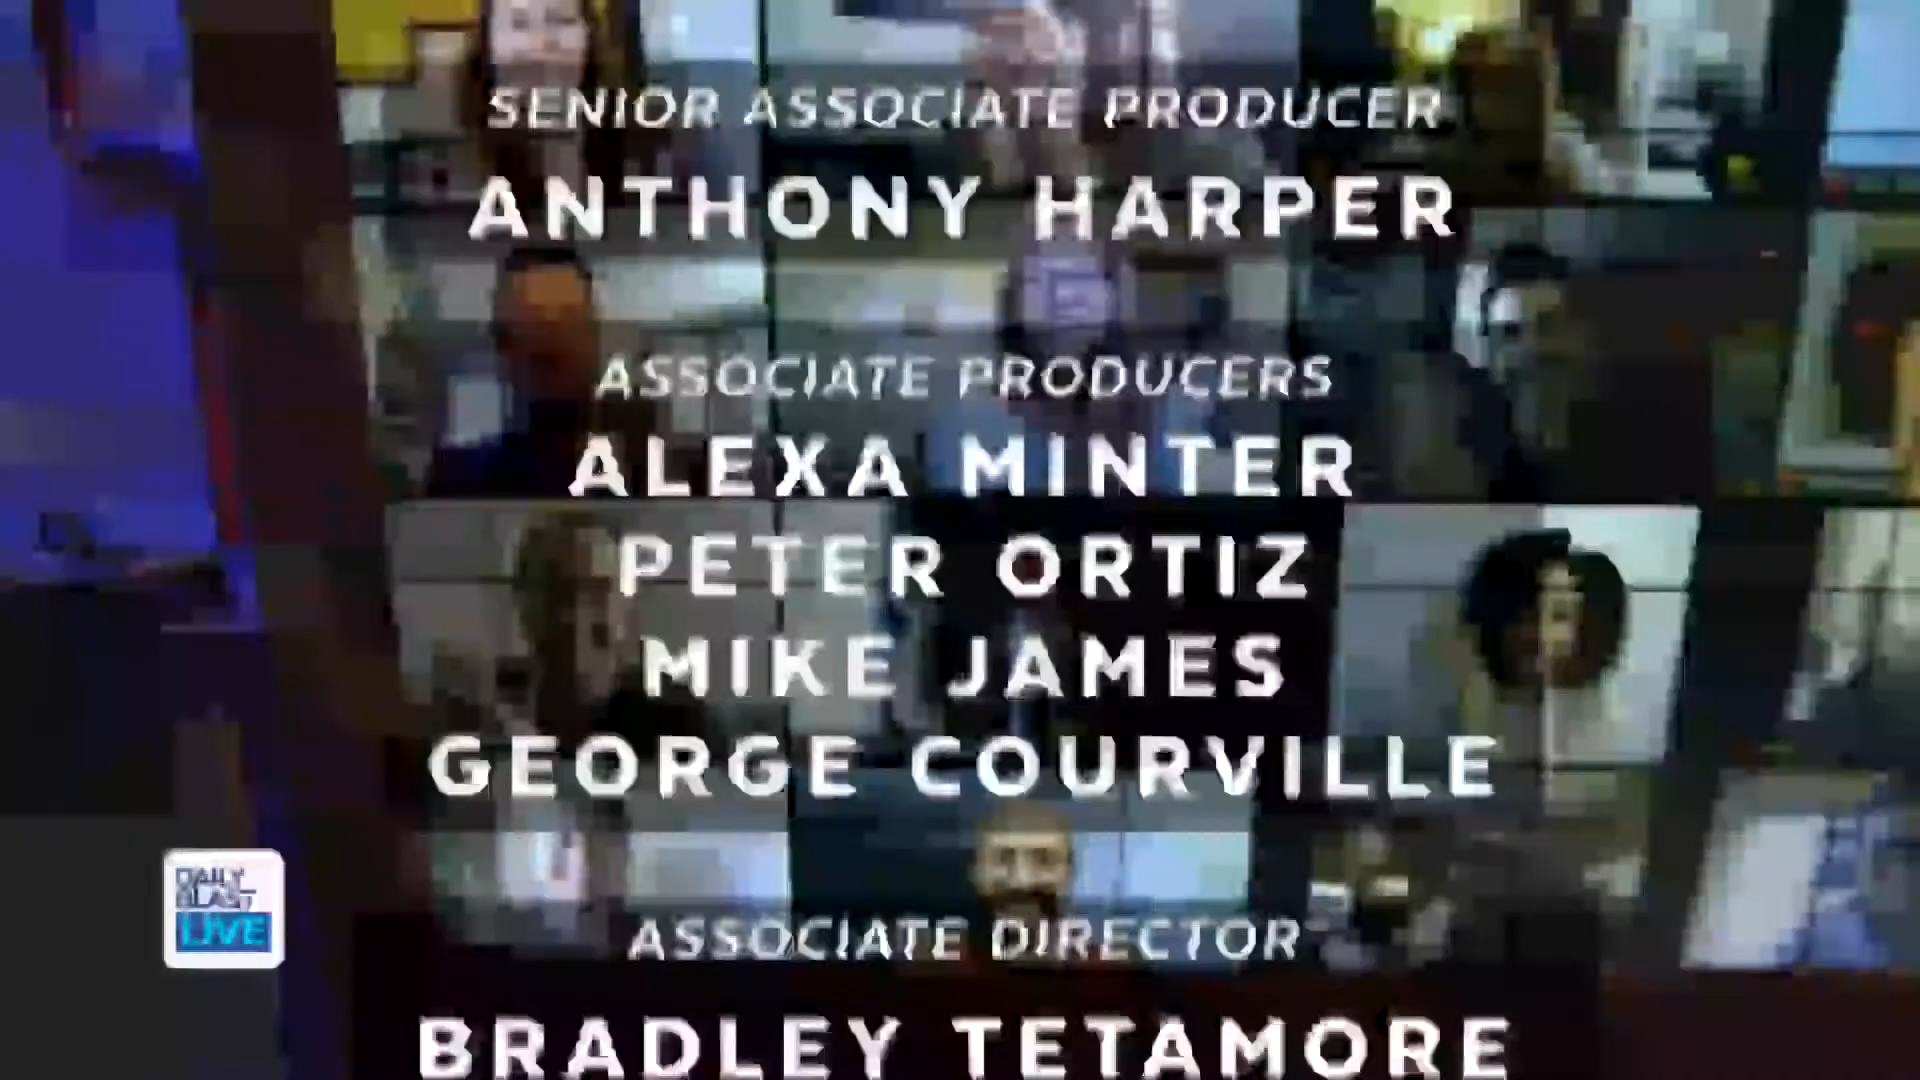 SENIOR ASSOCIATE PRODUCER
ANTHONY HARPER
ASSOCIATE PRODUCERS
ALEXA MINTER
PETER ORTIZ
MIKE JAMES
GEORGE COURVILLE
ASSOCIATE DIRECTOR
BRADLEY TETAMORE
DAILY
BLAST
LIVE